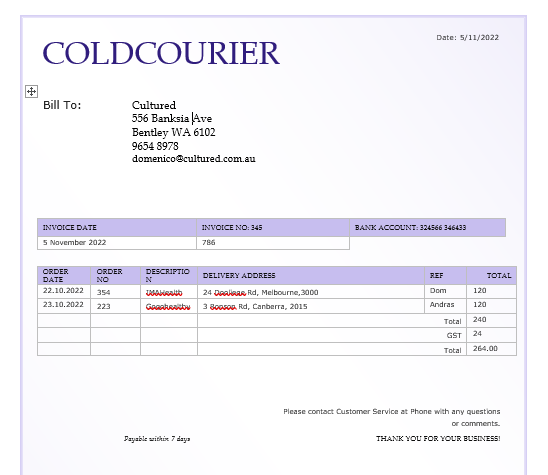 Date: 5/11/2022
COLDCOURIER
Bill To:
Cultured
556 Banksia Ave
Bentley WA 6102
9654 8978
domenico@cultured.com.au
INVOICE DATE INVOICE NO: 345 BANK ACCOUNT: 324566 346433
5 November 2022 786
ORDER DATE ORDER NO DESCRIPTIO N DELIVERY ADDRESS REF TOTAL
22.10.2022 354 IMAHealth 24 Rd, Melbourne,3000 Dom 120
23.10.2022 223 3 Rd, Canberra, 2015 Andras 120
Total 240
GST 24
Total 264.00
Please contact Customer Service at Phone with any questions
or comments.
Payable within 7 days THANK YOU FOR YOUR BUSINESS!